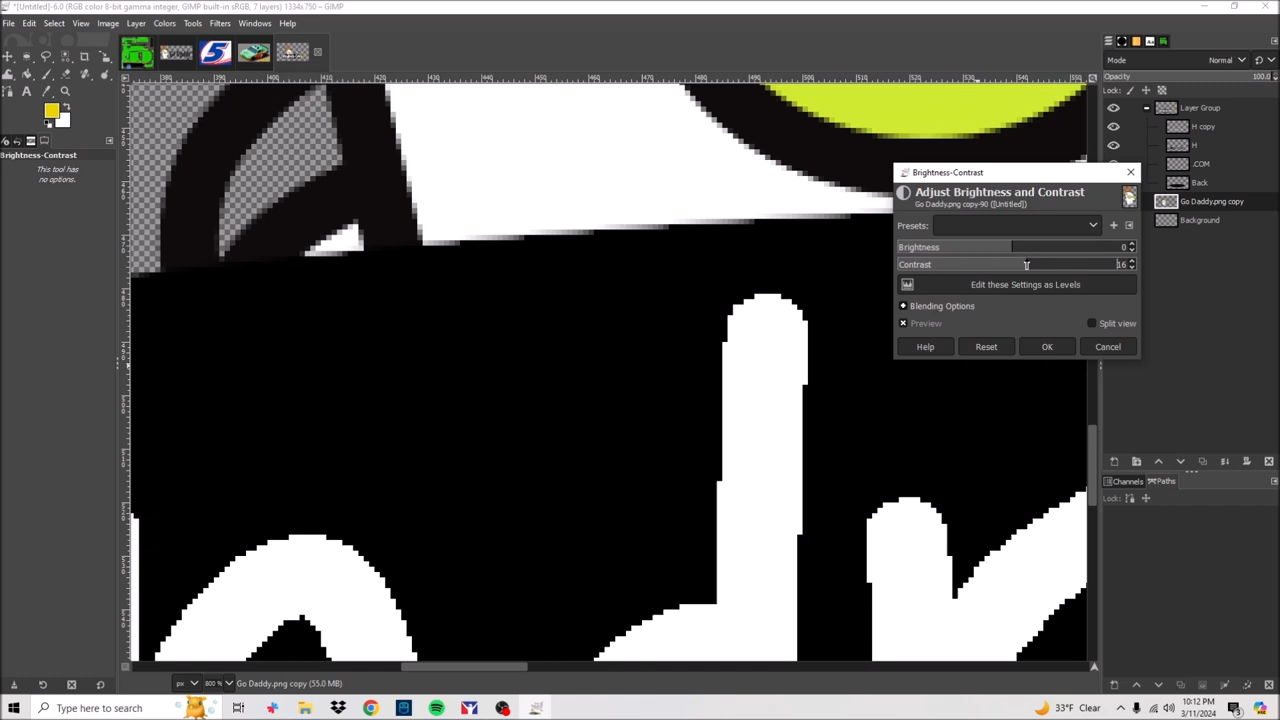 *[Untitled]-6.0 (RGB color 8-bit gamma integer, GIMP built-in sRGB, 7 layers) 1334x750 – GIMP
File Edit Select View Image Layer Colors Tools Filters Windows Help
Mode Normal
Opacity 100.0
Lock:
Layer Group
H copy
H
.COM
Back
Go Daddy.png copy
Background
Brightness-Contrast
This tool has
no options.
Brightness-Contrast
Adjust Brightness and Contrast
Go Daddy.png copy-90 ([Untitled])
Presets:
Brightness 0
Contrast 16
Edit these Settings as Levels
Blending Options
Preview Split view
Help Reset OK Cancel
Channels Paths
Lock:
px 800 % Go Daddy.png copy (55.0 MB)
Type here to search
33°F Clear
10:12 PM
3/11/2024